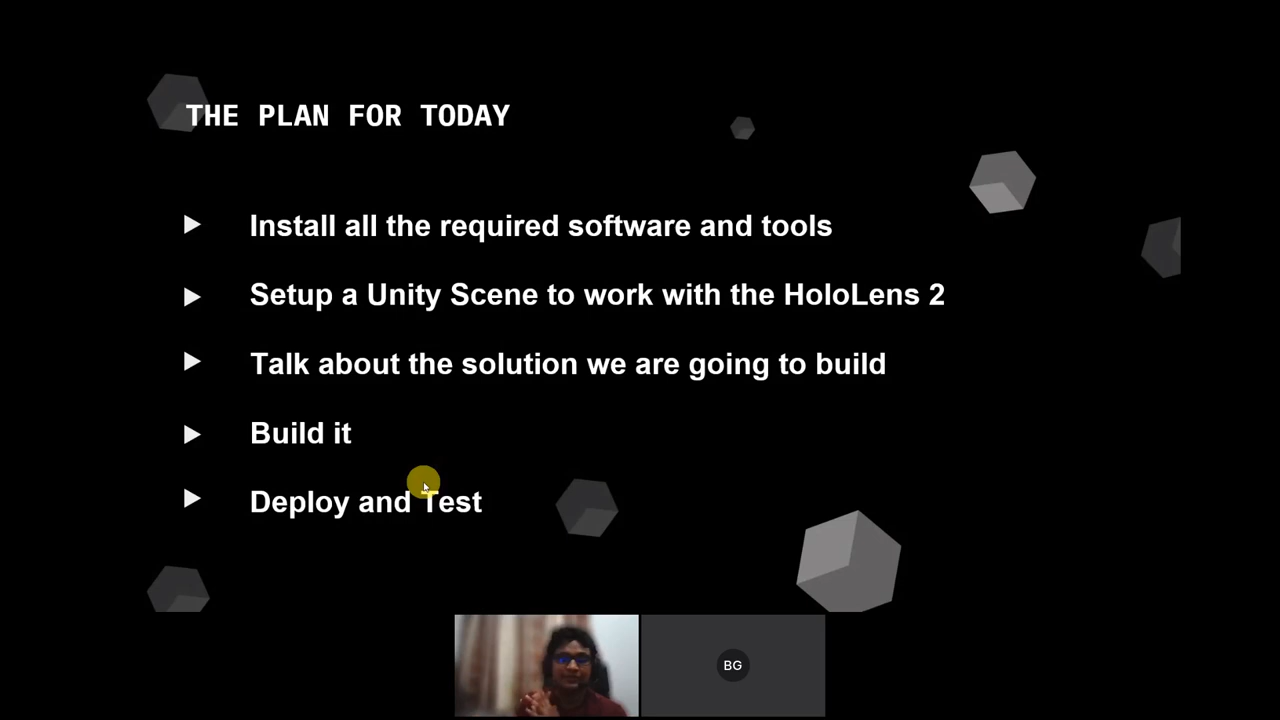 THE PLAN FOR TODAY
Install all the required software and tools
Setup a Unity Scene to work with the HoloLens 2
Talk about the solution we are going to build
Build it
Deploy and Test
BG